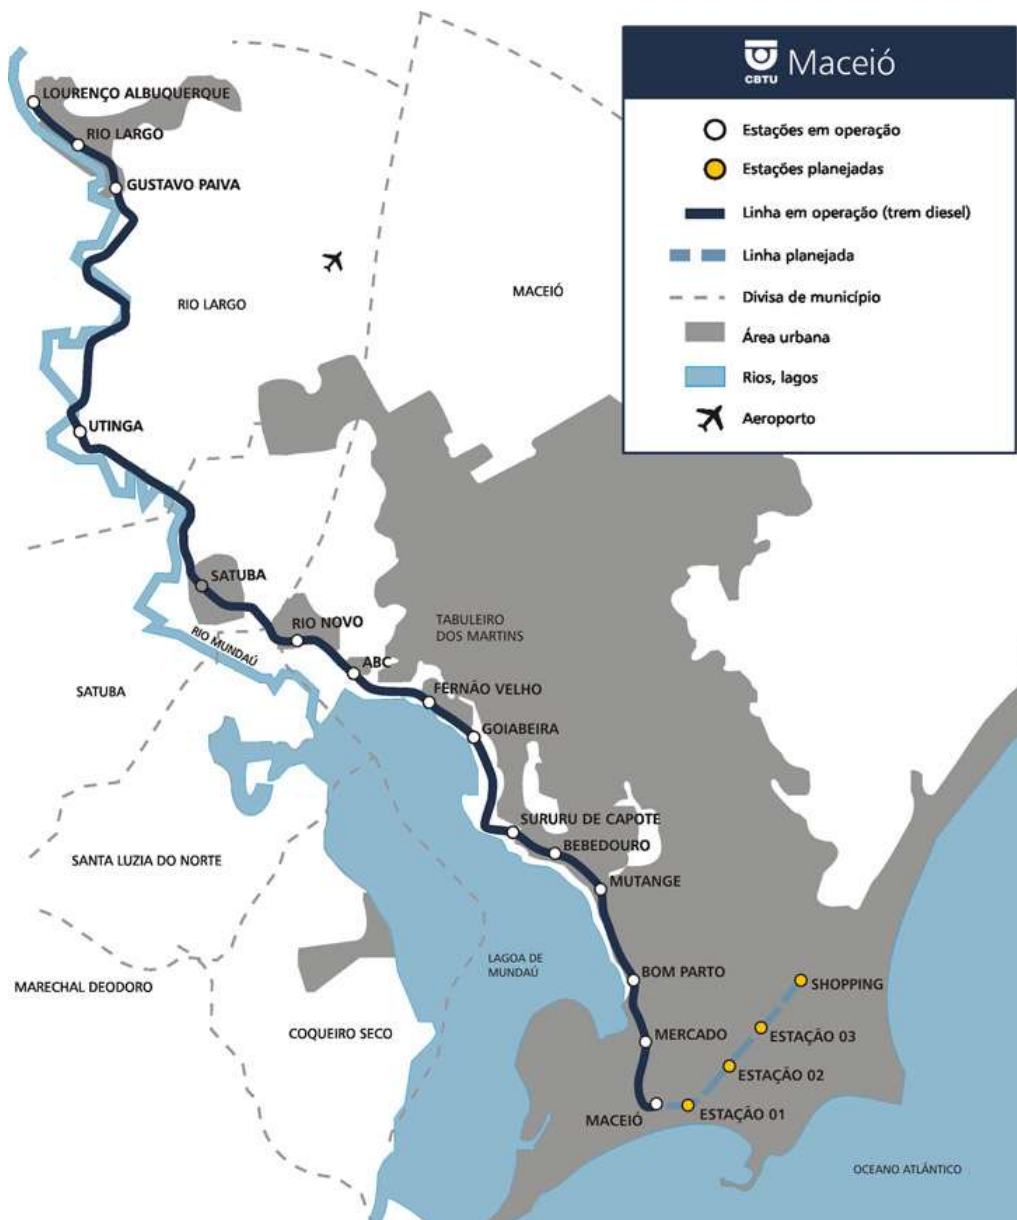 CBTU
Maceió
Estações em operação
Estações planejadas
Linha em operação (trem diesel)
Linha planejada
Divisa de município
Área urbana
Rios, lagos
Aeroporto
LOURENÇO ALBUQUERQUE
RIO LARGO
GUSTAVO PAIVA
RIO LARGO
MACEIÓ
UTINGA
SATUBA
RIO NOVO
TABULEIRO
DOS MARTINS
RIO MUNDAÚ
ABC
SATUBA
FERNÃO VELHO
GOIABEIRA
SURURU DE CAPOTE
BEBEDOURO
SANTA LUZIA DO NORTE
MUTANGE
LAGOA DE
MUNDAÚ
BOM PARTO
SHOPPING
MARECHAL DEODORO
COQUEIRO SECO
MERCADO
ESTAÇÃO 03
ESTAÇÃO 02
MACEIÓ
ESTAÇÃO 01
OCEANO ATLÂNTICO